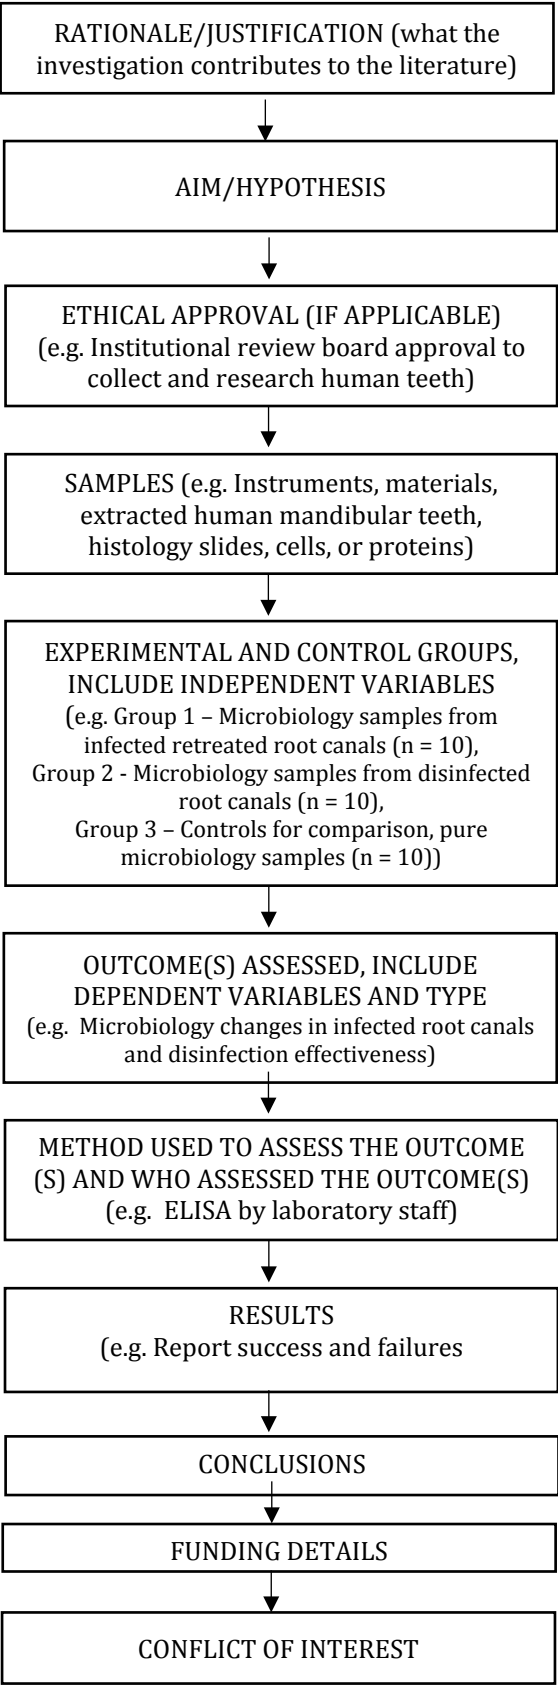 RATIONALE/JUSTIFICATION (what the
investigation contributes to the literature)
AIM/HYPOTHESIS
ETHICAL APPROVAL (IF APPLICABLE)
(e.g. Institutional review board approval to
collect and research human teeth)
SAMPLES (e.g. Instruments, materials,
extracted human mandibular teeth,
histology slides, cells, or proteins)
EXPERIMENTAL AND CONTROL GROUPS,
INCLUDE INDEPENDENT VARIABLES
(e.g. Group 1 – Microbiology samples from
infected retreated root canals (n = 10),
Group 2 - Microbiology samples from disinfected
root canals (n = 10),
Group 3 – Controls for comparison, pure
microbiology samples (n = 10))
OUTCOME(S) ASSESSED, INCLUDE
DEPENDENT VARIABLES AND TYPE
(e.g. Microbiology changes in infected root canals
and disinfection effectiveness)
METHOD USED TO ASSESS THE OUTCOME
(S) AND WHO ASSESSED THE OUTCOME(S)
(e.g. ELISA by laboratory staff)
RESULTS
(e.g. Report success and failures
CONCLUSIONS
FUNDING DETAILS
CONFLICT OF INTEREST